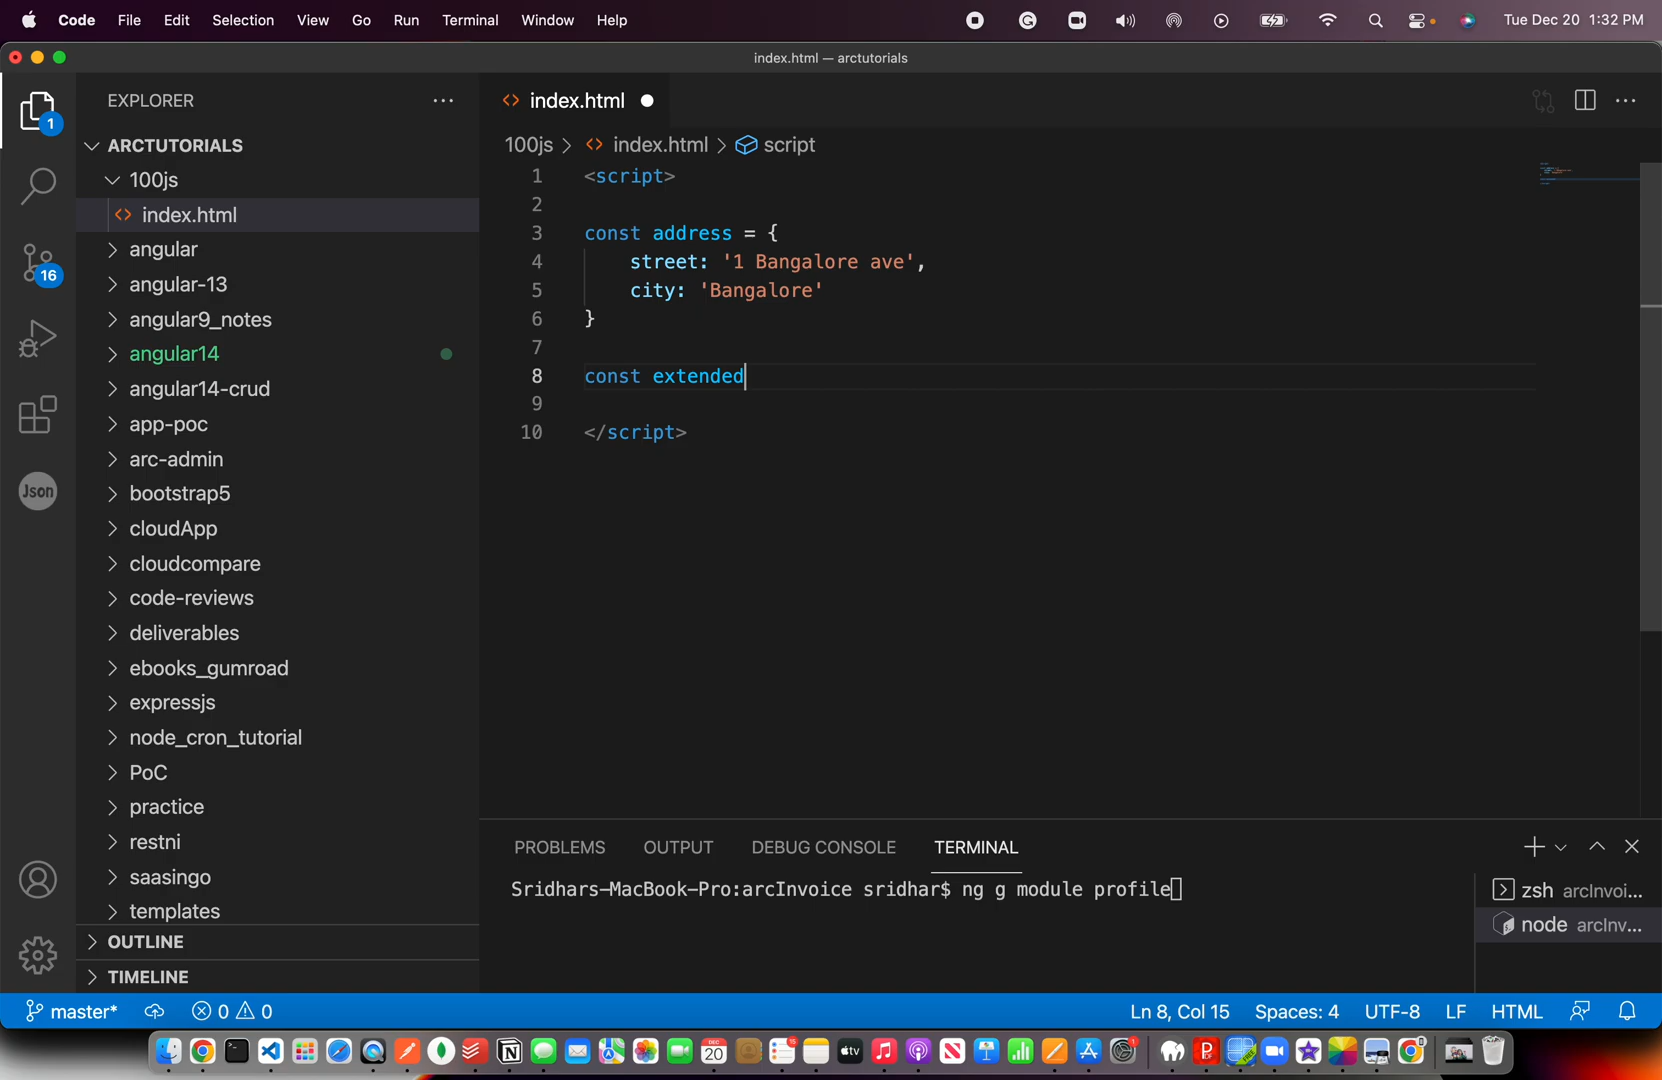 Code File Edit Selection View Go Run Terminal Window Help Tue Dec 20 1:32 PM
index.html — arctutorials
EXPLORER
1
ARCTUTORIALS
100js
index.html
angular
16
angular-13
angular9_notes
angular14
angular14-crud
app-poc
arc-admin
Json
bootstrap5
cloudApp
cloudcompare
code-reviews
deliverables
ebooks_gumroad
expressjs
node_cron_tutorial
PoC
practice
restni
saasingo
templates
OUTLINE
TIMELINE
index.html
100js > index.html > script
1 <script>
2
3 const address = {
4 street: '1 Bangalore ave',
5 city: 'Bangalore'
6 }
7
8 const extended
9
10 </script>
PROBLEMS OUTPUT DEBUG CONSOLE TERMINAL
Sridhars-MacBook-Pro:arcInvoice sridhar$ ng g module profile
zsh arcInvoi...
node arcInv...
master* 0 0 Ln 8, Col 15 Spaces: 4 UTF-8 LF HTML